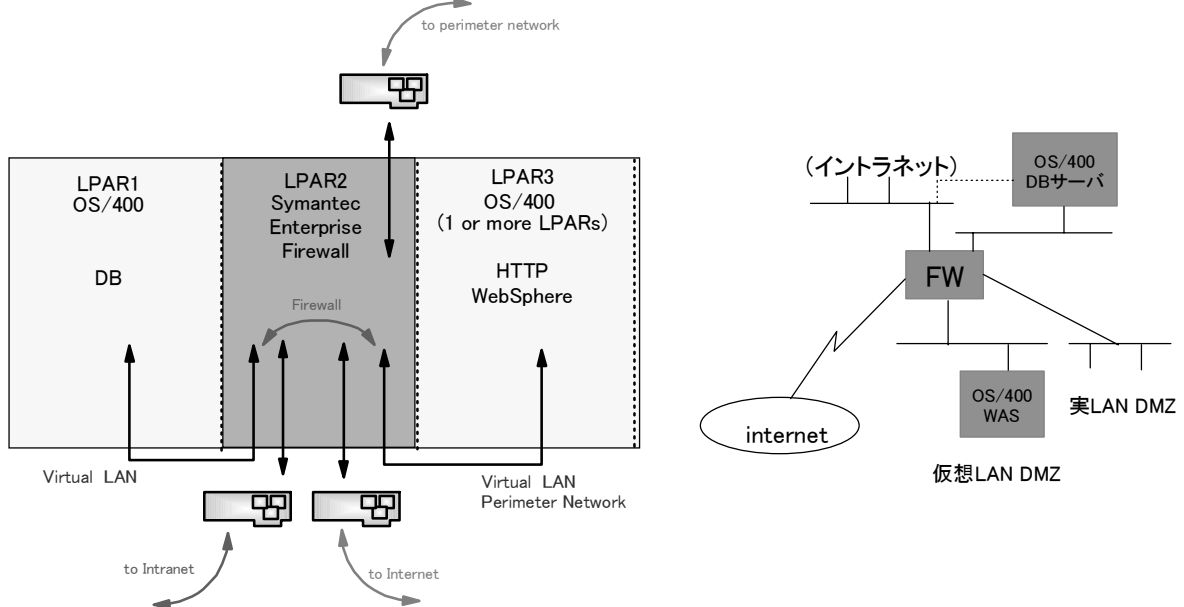 to perimeter network
LPAR1
OS/400
DB
LPAR2
Symantec
Enterprise
Firewall
Firewall
LPAR3
OS/400
(1 or more LPARs)
HTTP
WebSphere
Virtual LAN
Virtual LAN
Perimeter Network
to Intranet
to Internet
(イントラネット)
OS/400
DBサーバ
FW
internet
OS/400
WAS
実LAN DMZ
仮想LAN DMZ